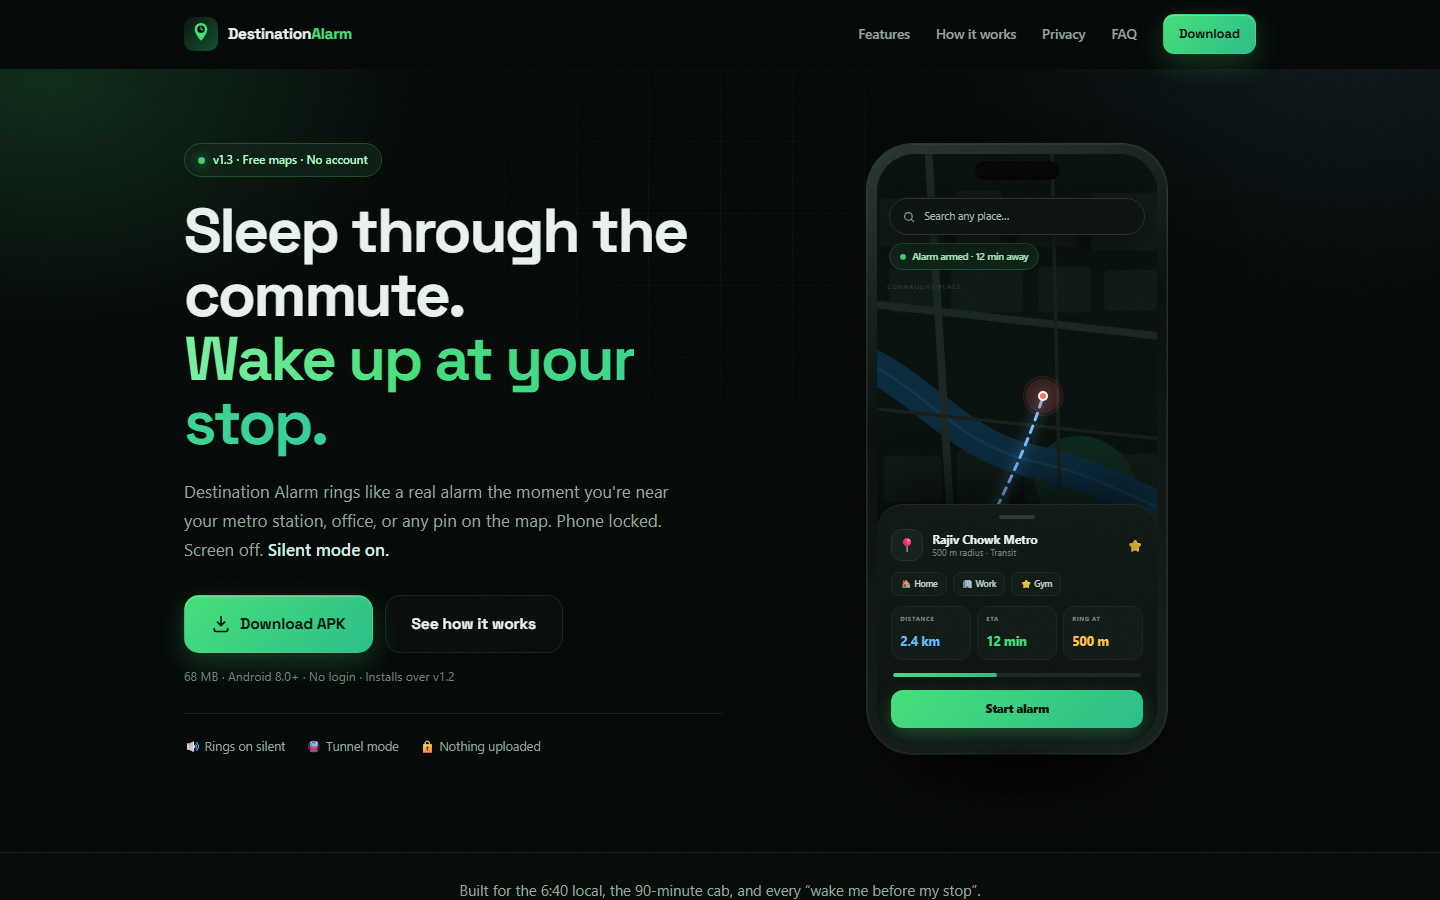 DestinationAlarm
Features How it works Privacy FAQ Download
v1.3 · Free maps · No account
Sleep through the
commute.
Wake up at your
stop.
Destination Alarm rings like a real alarm the moment you're near
your metro station, office, or any pin on the map. Phone locked.
Screen off. Silent mode on.
Download APK See how it works
68 MB · Android 8.0+ · No login · Installs over v1.2
Rings on silent Tunnel mode Nothing uploaded
Search any place...
Alarm armed · 12 min away
CONNAUGHT PLACE
Rajiv Chowk Metro
500 m radius · Transit
Home Work Gym
DISTANCE ETA RING AT
2.4 km 12 min 500 m
Start alarm
Built for the 6:40 local, the 90-minute cab, and every “wake me before my stop”.